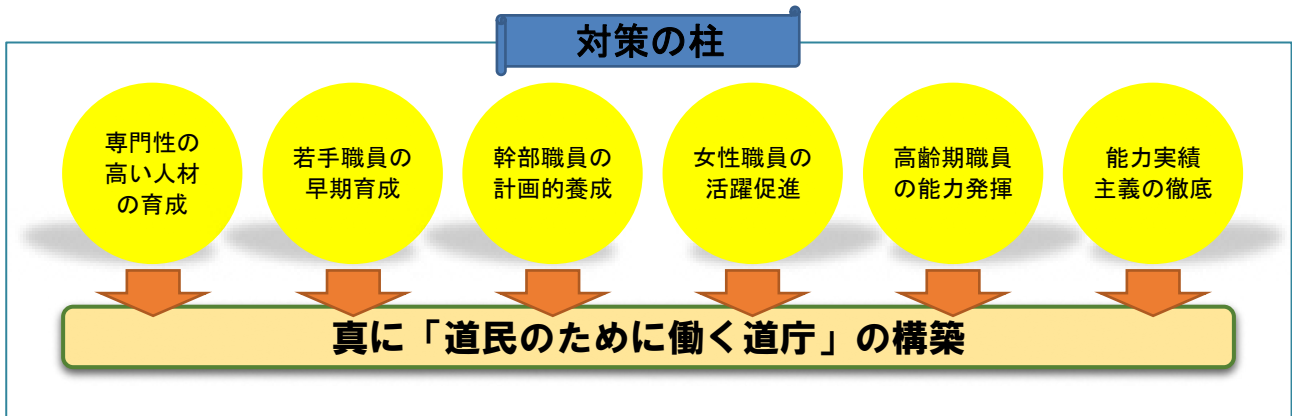 対策の柱
専門性の
高い人材
の育成
若手職員の
早期育成
幹部職員の
計画的養成
女性職員の
活躍促進
高齢期職員
の能力発揮
能力実績
主義の徹底
真に「道民のために働く道庁」の構築